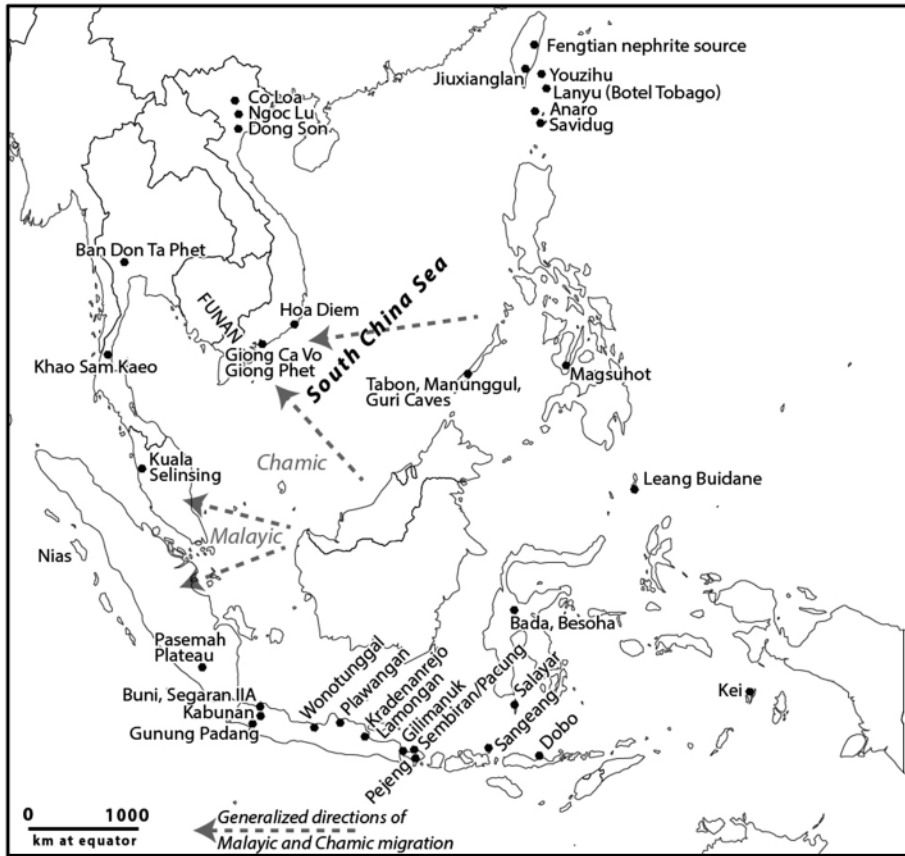 Fengtian nephrite source
Jiuxianglan
Youzihu
Lanyu (Botel Tobago)
Anaro
Savidug
Co Loa
Ngoc Lu
Dong Son
Ban Don Ta Phet
FUNAN
Hoa Diem
South China Sea
Giong Ca Vo
Giong Phet
Khao Sam Kaeo
Tabon, Manunggul,
Guri Caves
Magsuhot
Chamic
Kuala
Selinsing
Leang Buidane
Malayic
Nias
Bada, Besoha
Pasemah
Plateau
Buni, Segaran IIA
Kabunan
Gunung Padang
Wonotunggal
Plawangan
Kradenanrejo
Lamongan
Gilimanuk
Sembiran/Pacung
Pejeng
Salayar
Sangeang
Dobo
Kei
0 1000
km at equator
Generalized directions of
Malayic and Chamic migration